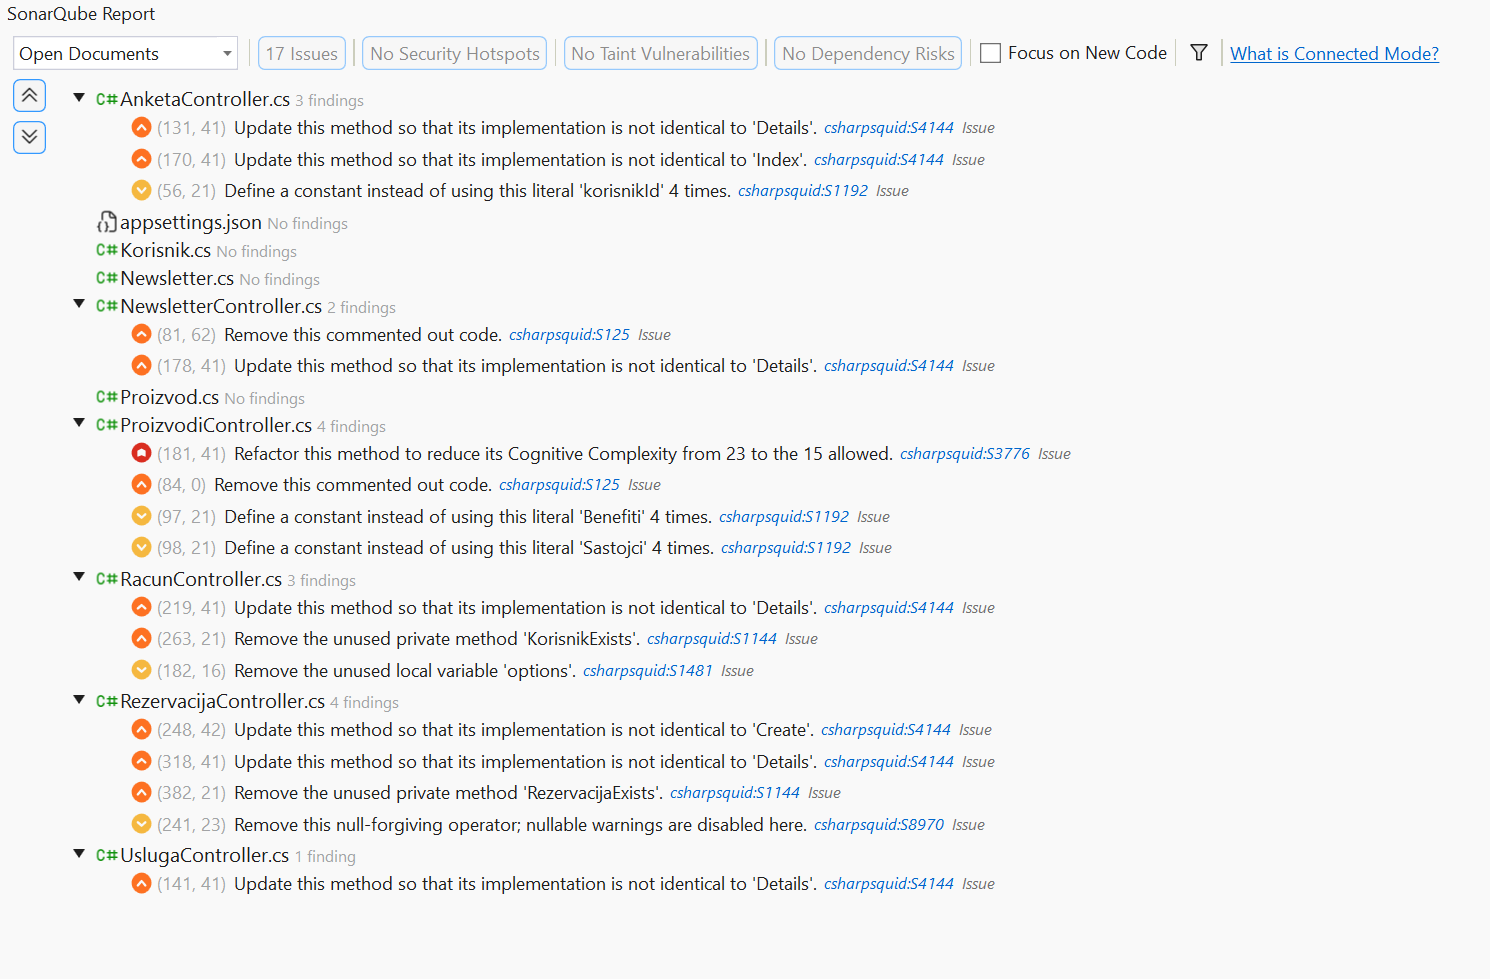 SonarQube Report
Open Documents 17 Issues No Security Hotspots No Taint Vulnerabilities No Dependency Risks Focus on New Code What is Connected Mode?
C# AnketaController.cs 3 findings
(131, 41) Update this method so that its implementation is not identical to 'Details'. csharpsquid:S4144 Issue
(170, 41) Update this method so that its implementation is not identical to 'Index'. csharpsquid:S4144 Issue
(56, 21) Define a constant instead of using this literal 'korisnikId' 4 times. csharpsquid:S1192 Issue
appsettings.json No findings
C# Korisnik.cs No findings
C# Newsletter.cs No findings
C# NewsletterController.cs 2 findings
(81, 62) Remove this commented out code. csharpsquid:S125 Issue
(178, 41) Update this method so that its implementation is not identical to 'Details'. csharpsquid:S4144 Issue
C# Proizvod.cs No findings
C# ProizvodiController.cs 4 findings
(181, 41) Refactor this method to reduce its Cognitive Complexity from 23 to the 15 allowed. csharpsquid:S3776 Issue
(84, 0) Remove this commented out code. csharpsquid:S125 Issue
(97, 21) Define a constant instead of using this literal 'Benefiti' 4 times. csharpsquid:S1192 Issue
(98, 21) Define a constant instead of using this literal 'Sastojci' 4 times. csharpsquid:S1192 Issue
C# RacunController.cs 3 findings
(219, 41) Update this method so that its implementation is not identical to 'Details'. csharpsquid:S4144 Issue
(263, 21) Remove the unused private method 'KorisnikExists'. csharpsquid:S1144 Issue
(182, 16) Remove the unused local variable 'options'. csharpsquid:S1481 Issue
C# RezervacijaController.cs 4 findings
(248, 42) Update this method so that its implementation is not identical to 'Create'. csharpsquid:S4144 Issue
(318, 41) Update this method so that its implementation is not identical to 'Details'. csharpsquid:S4144 Issue
(382, 21) Remove the unused private method 'RezervacijaExists'. csharpsquid:S1144 Issue
(241, 23) Remove this null-forgiving operator; nullable warnings are disabled here. csharpsquid:S8970 Issue
C# UslugaController.cs 1 finding
(141, 41) Update this method so that its implementation is not identical to 'Details'. csharpsquid:S4144 Issue